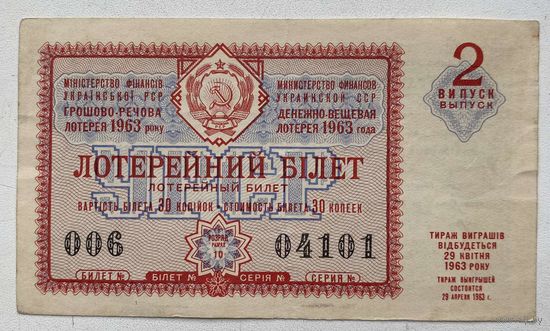 МІНІСТЕРСТВО ФІНАНСІВ
УКРАЇНСЬКОЇ РСР
ГРОШОВО-РЕЧОВА
ЛОТЕРЕЯ 1963 року
МИНИСТЕРСТВО ФИНАНСОВ
УКРАИНСКОЙ ССР
ДЕНЕЖНО-ВЕЩЕВАЯ
ЛОТЕРЕЯ 1963 года
2
ВИПУСК
ВЫПУСК
УРСР
ЛОТЕРЕЙНИЙ БІЛЕТ
ЛОТЕРЕЙНЫЙ БИЛЕТ
ВАРТІСТЬ БІЛЕТА 30 КОПІЙОК СТОИМОСТЬ БИЛЕТА 30 КОПЕЕК
006
РОЗРЯД
РАЗРЯД
10
04101
БИЛЕТ № БІЛЕТ № СЕРІЯ № СЕРИЯ №
ТИРАЖ ВИГРАШІВ
ВІДБУДЕТЬСЯ
29 КВІТНЯ
1963 РОКУ
ТИРАЖ ВЫИГРЫШЕЙ
СОСТОИТСЯ
29 АПРЕЛЯ 1963 г.